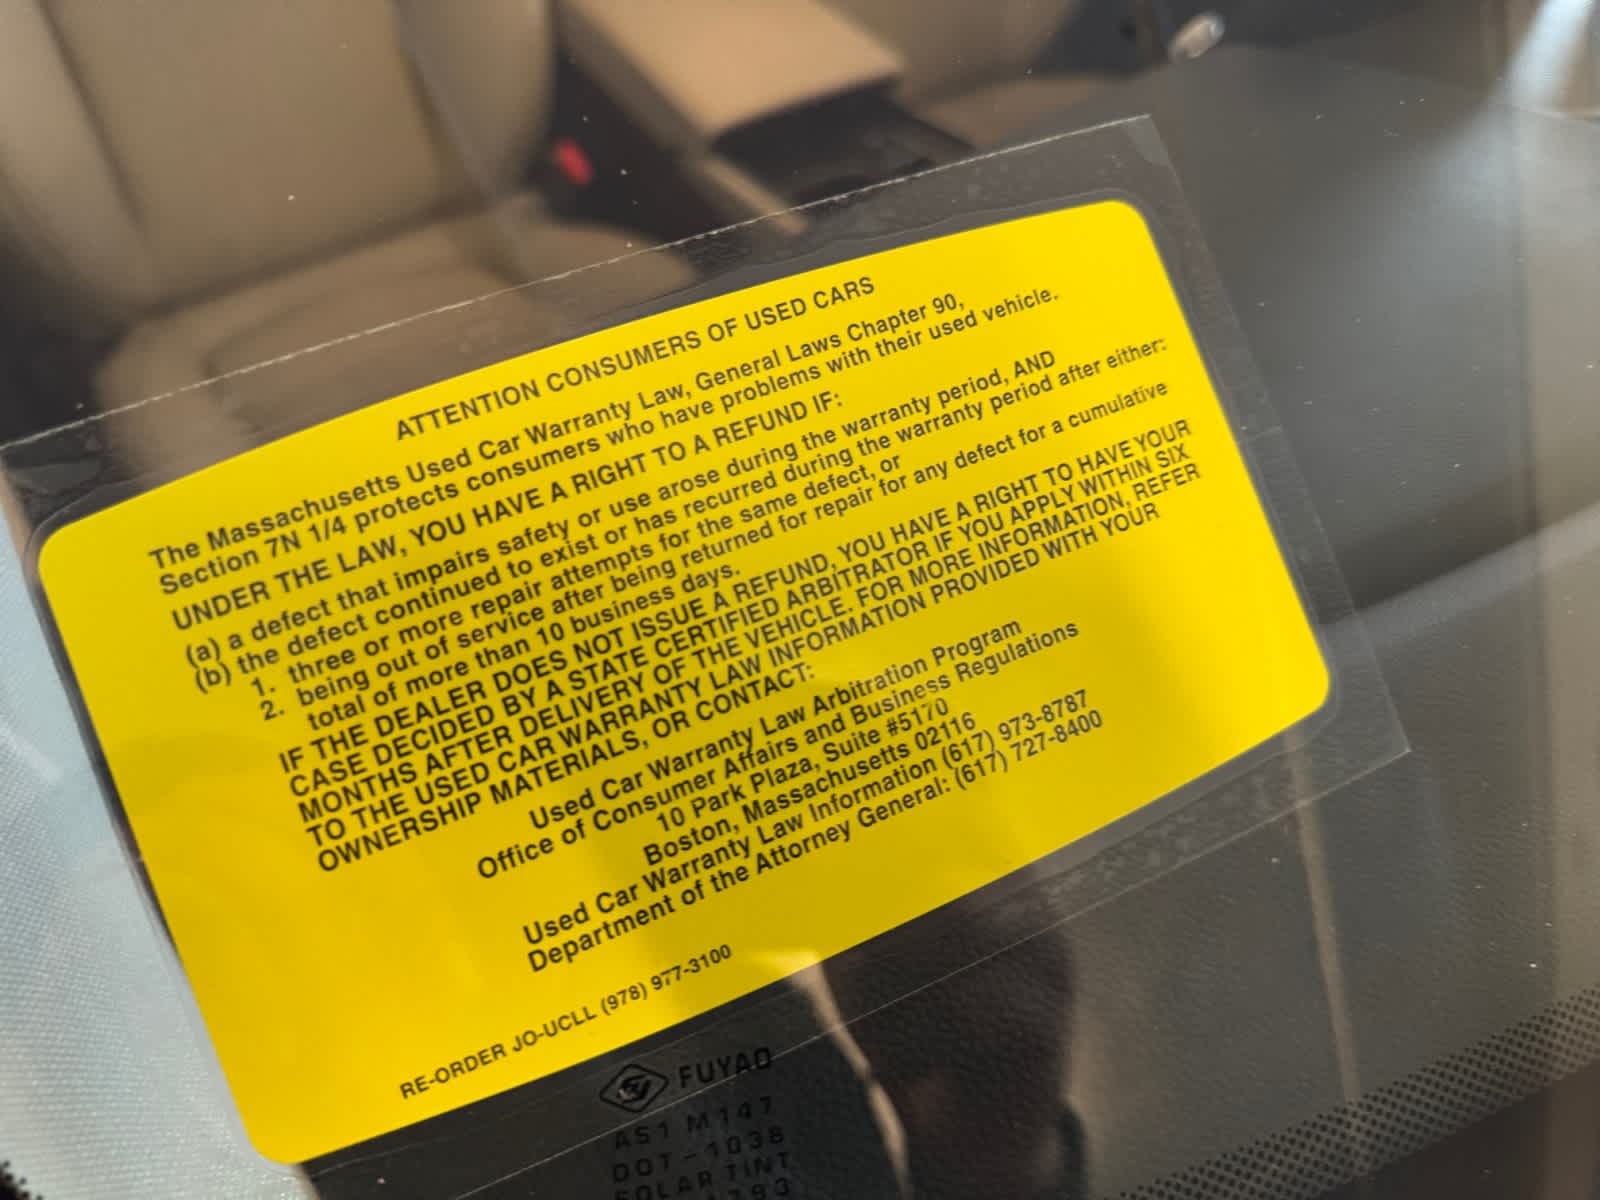 ATTENTION CONSUMERS OF USED CARS
The Massachusetts Used Car Warranty Law, General Laws Chapter 90,
Section 7N 1/4 protects consumers who have problems with their used vehicle.
UNDER THE LAW, YOU HAVE A RIGHT TO A REFUND IF:
(a) a defect that impairs safety or use arose during the warranty period, AND
(b) the defect continued to exist or has recurred during the warranty period after either:
1. three or more repair attempts for the same defect, or
2. being out of service after being returned for repair for any defect for a cumulative
total of more than 10 business days.
IF THE DEALER DOES NOT ISSUE A REFUND, YOU HAVE A RIGHT TO HAVE YOUR
CASE DECIDED BY A STATE CERTIFIED ARBITRATOR IF YOU APPLY WITHIN SIX
MONTHS AFTER DELIVERY OF THE VEHICLE. FOR MORE INFORMATION, REFER
TO THE USED CAR WARRANTY LAW INFORMATION PROVIDED WITH YOUR
OWNERSHIP MATERIALS, OR CONTACT:
Used Car Warranty Law Arbitration Program
Office of Consumer Affairs and Business Regulations
10 Park Plaza, Suite #5170
Boston, Massachusetts 02116
Used Car Warranty Law Information (617) 973-8787
Department of the Attorney General: (617) 727-8400
RE-ORDER JO-UCLL (978) 977-3100
FUYAO
AS1 M147
DOT-1038
SOLAR TINT